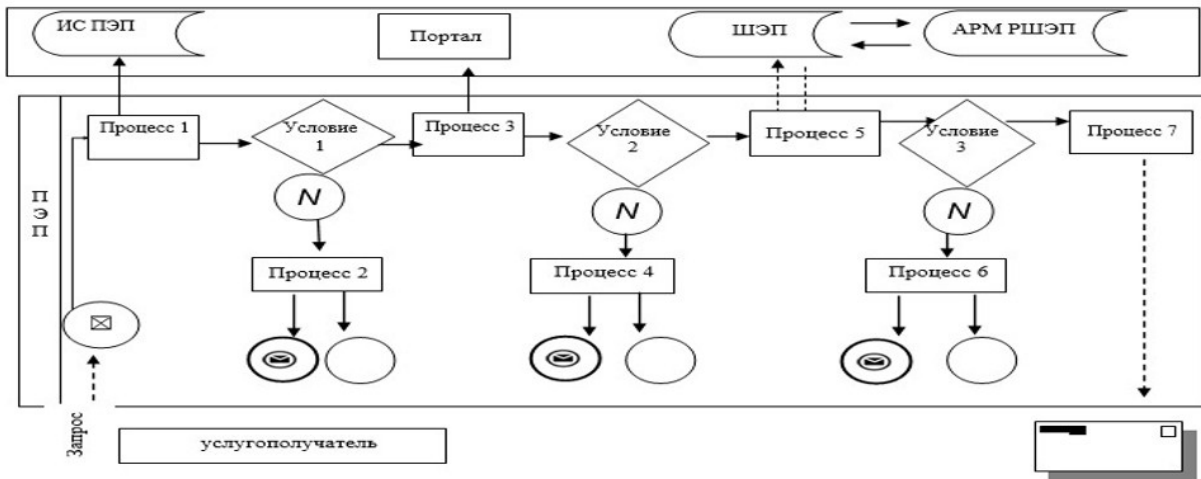 ИС ПЭП
Портал
ШЭП
АРМ РШЭП
Процесс 1
Условие
1
Процесс 3
Условие
2
Процесс 5
Условие
3
Процесс 7
N
N
N
П
Э
П
Процесс 2
Процесс 4
Процесс 6
Запрос
услугополучатель